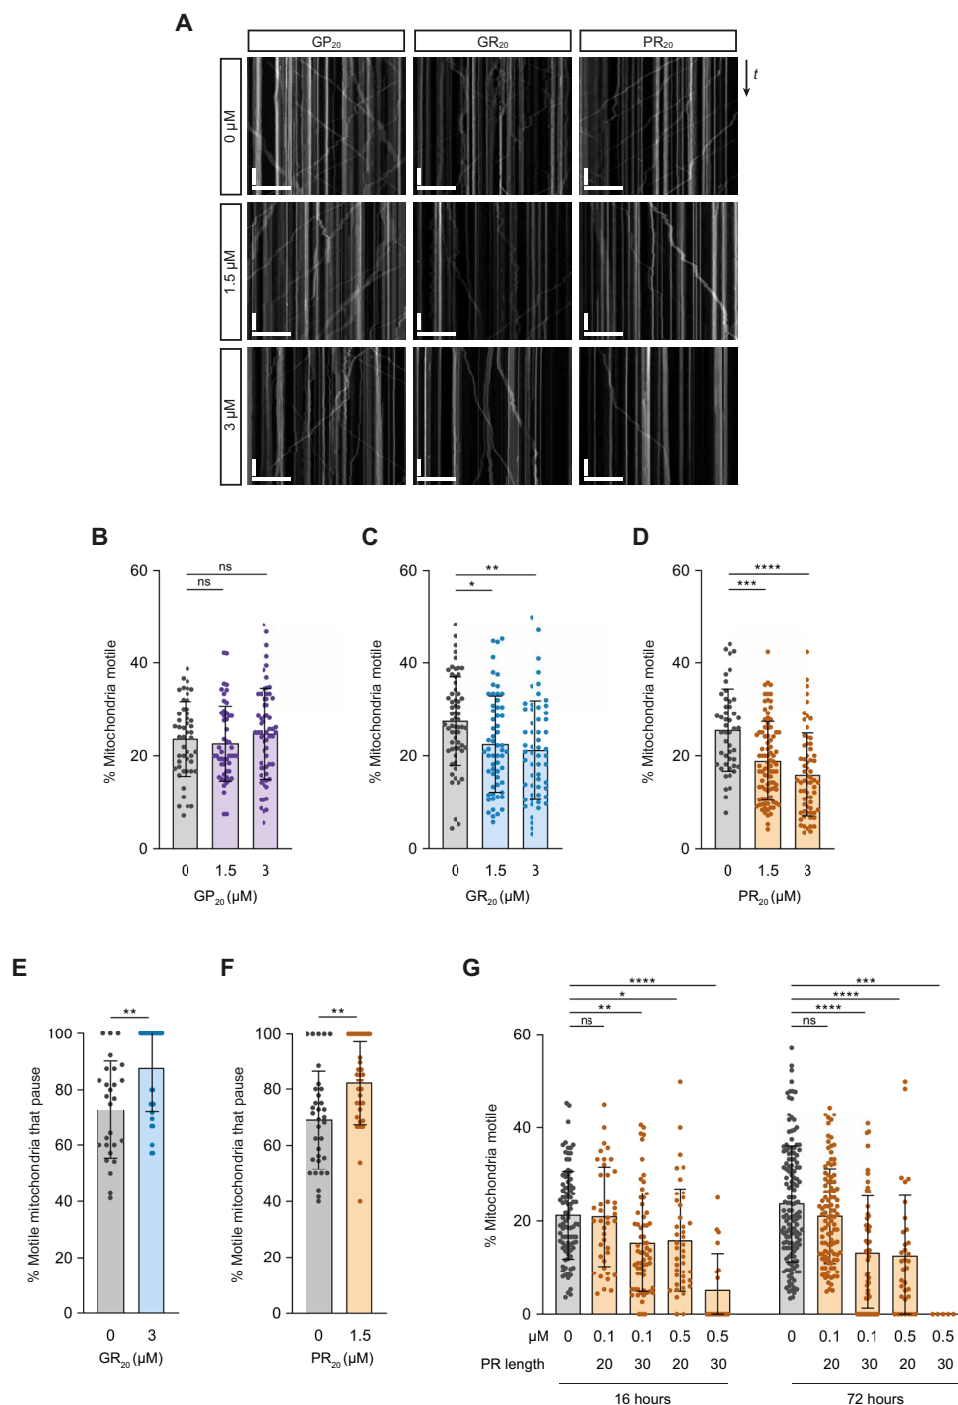 A
GP20 GR20 PR20
t
0 µM
1.5 µM
3 µM
B C D
60 60 60
ns ns ** * **** ***
40 40 40
20 20 20
0 0 0
% Mitochondria motile % Mitochondria motile % Mitochondria motile
0 1.5 3 0 1.5 3 0 1.5 3
GP20 (µM) GR20 (µM) PR20 (µM)
E F G
**** * ** ns *** **** **** ns
** **
100 100 60
80 80 40
60 60
40 40 20
20 20
0 0 0
% Motile mitochondria that pause % Motile mitochondria that pause % Mitochondria motile
0 3 0 1.5
GR20 (µM) PR20 (µM)
µM 0 0.1 0.1 0.5 0.5 0 0.1 0.1 0.5 0.5
PR length 20 30 20 30 20 30 20 30
16 hours 72 hours